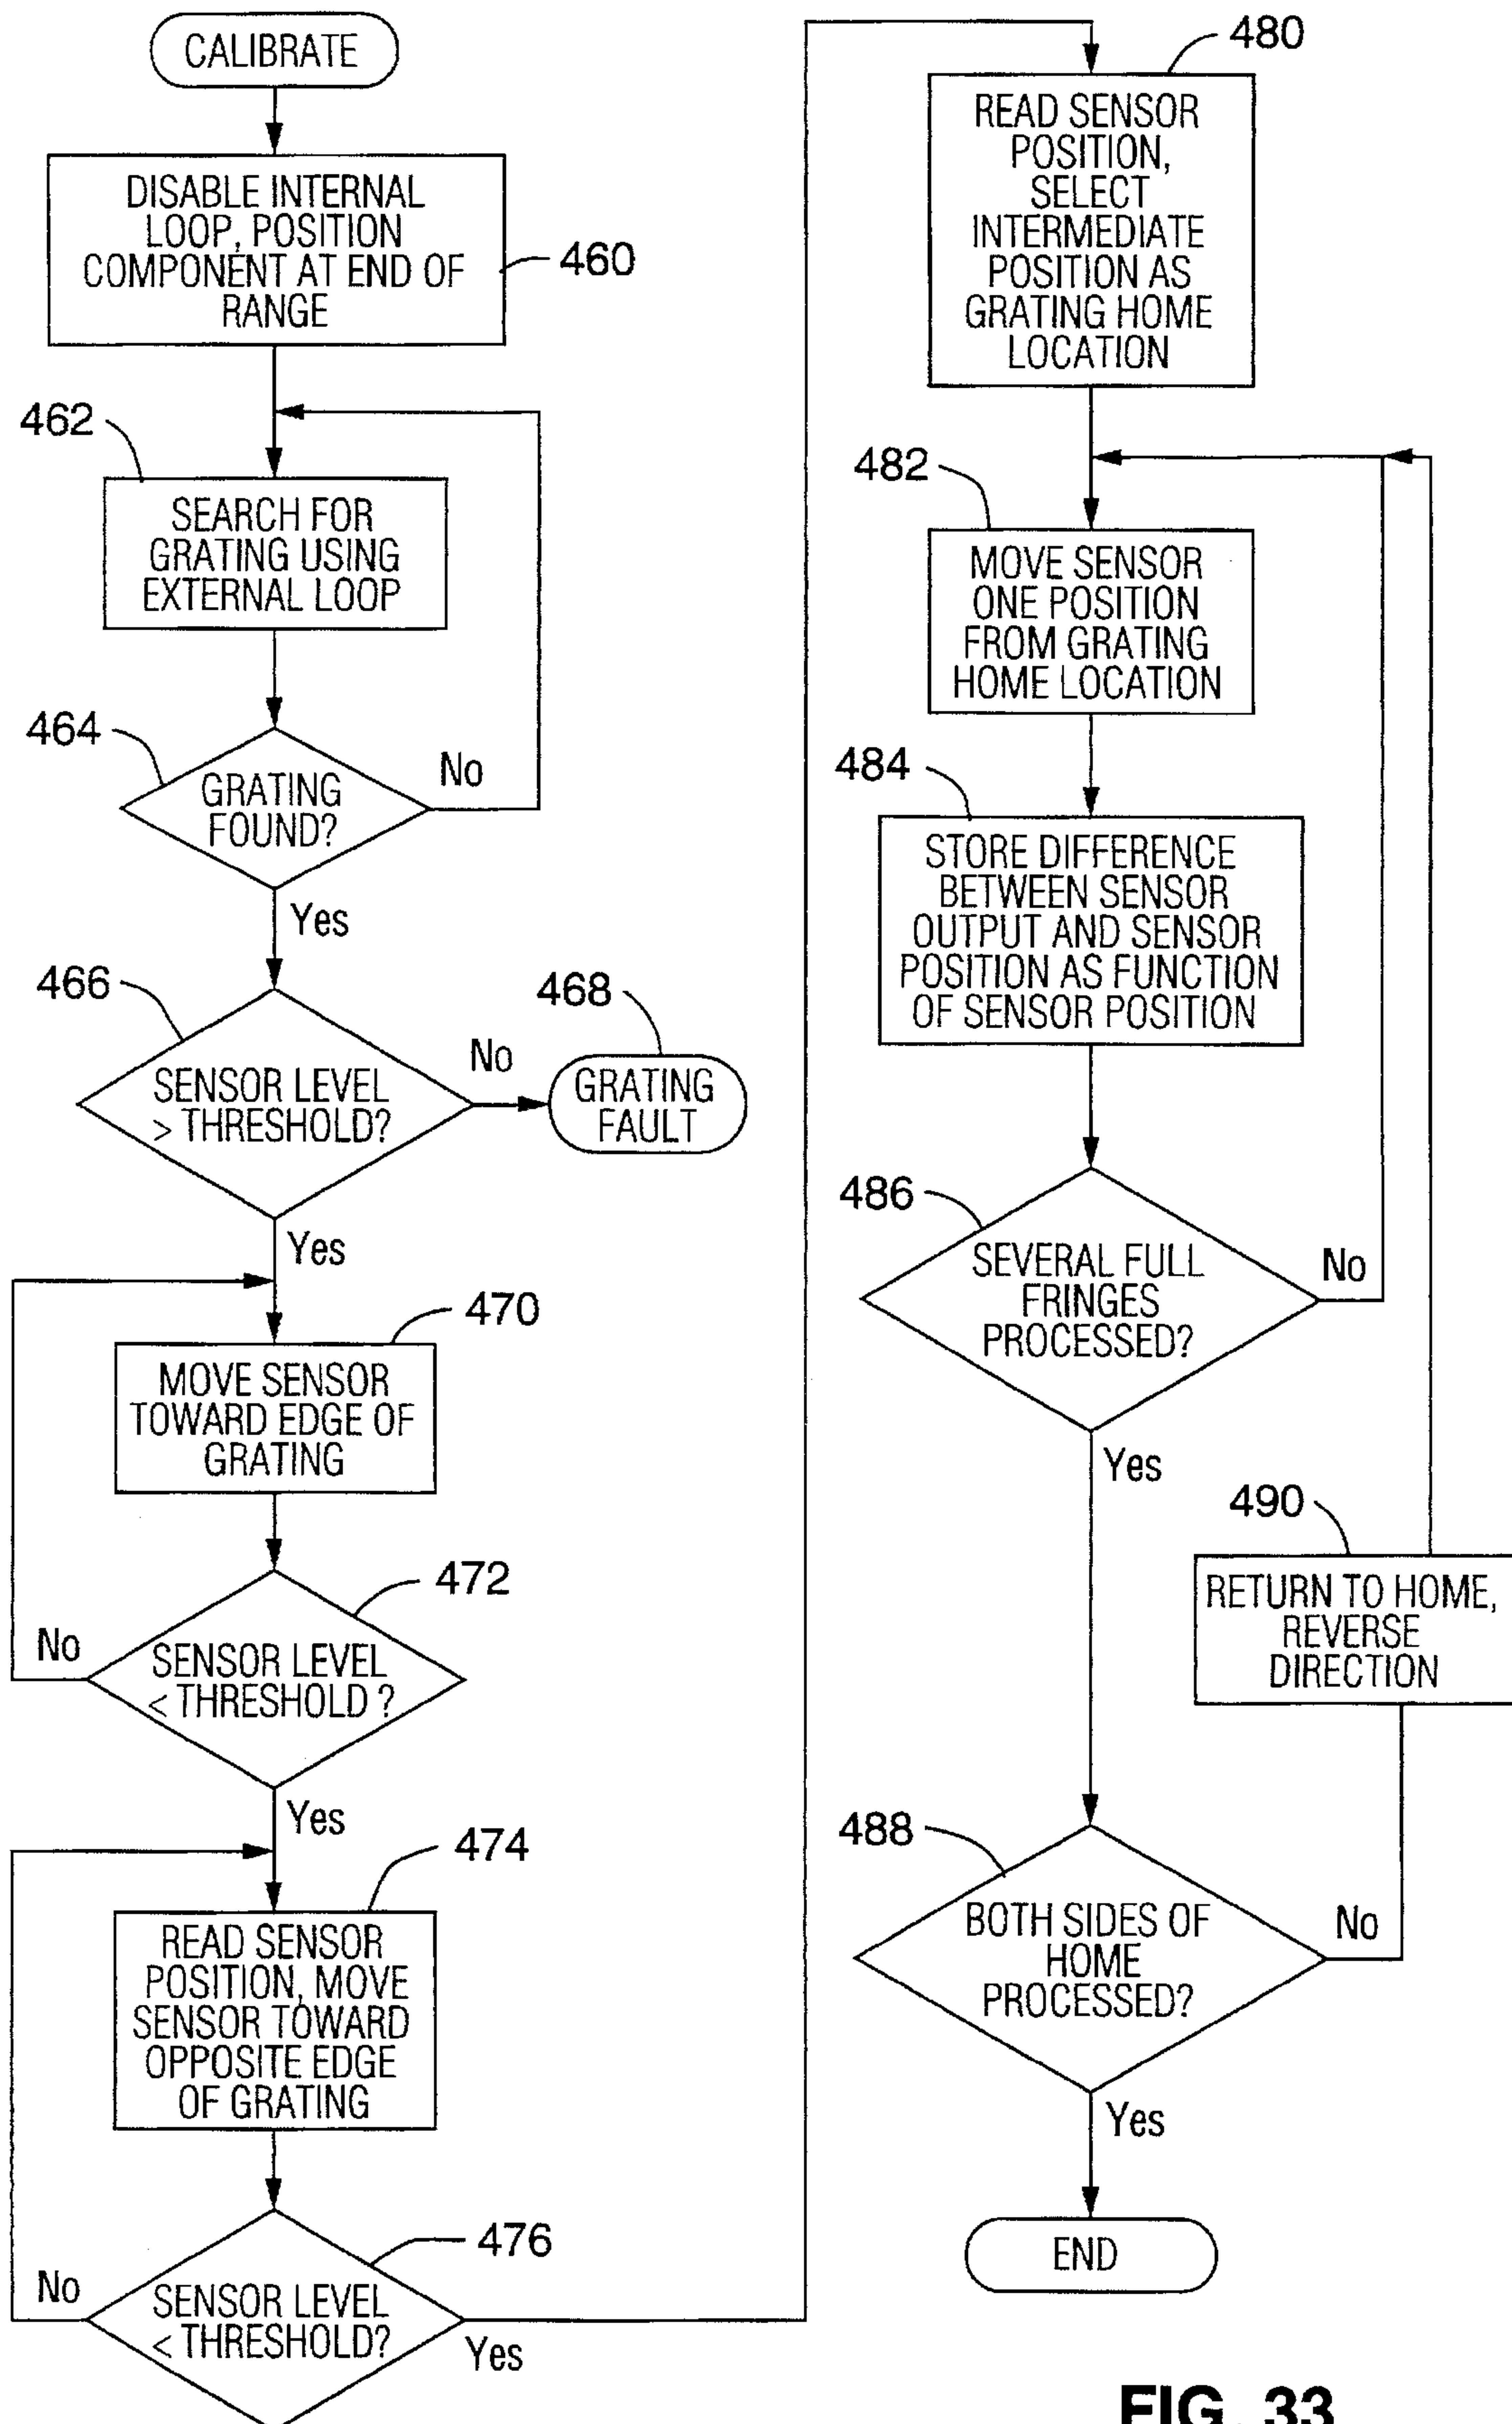 CALIBRATE
DISABLE INTERNAL
LOOP, POSITION
COMPONENT AT END OF
RANGE
460
462
SEARCH FOR
GRATING USING
EXTERNAL LOOP
464
GRATING
FOUND?
No
Yes
466
SENSOR LEVEL
> THRESHOLD?
No
468
GRATING
FAULT
Yes
470
MOVE SENSOR
TOWARD EDGE OF
GRATING
472
SENSOR LEVEL
< THRESHOLD ?
No
Yes
474
READ SENSOR
POSITION, MOVE
SENSOR TOWARD
OPPOSITE EDGE
OF GRATING
476
SENSOR LEVEL
< THRESHOLD?
No
Yes
480
READ SENSOR
POSITION,
SELECT
INTERMEDIATE
POSITION AS
GRATING HOME
LOCATION
482
MOVE SENSOR
ONE POSITION
FROM GRATING
HOME LOCATION
484
STORE DIFFERENCE
BETWEEN SENSOR
OUTPUT AND SENSOR
POSITION AS FUNCTION
OF SENSOR POSITION
486
SEVERAL FULL
FRINGES
PROCESSED?
No
Yes
490
RETURN TO HOME,
REVERSE
DIRECTION
488
BOTH SIDES OF
HOME
PROCESSED?
No
Yes
END
FIG. 33